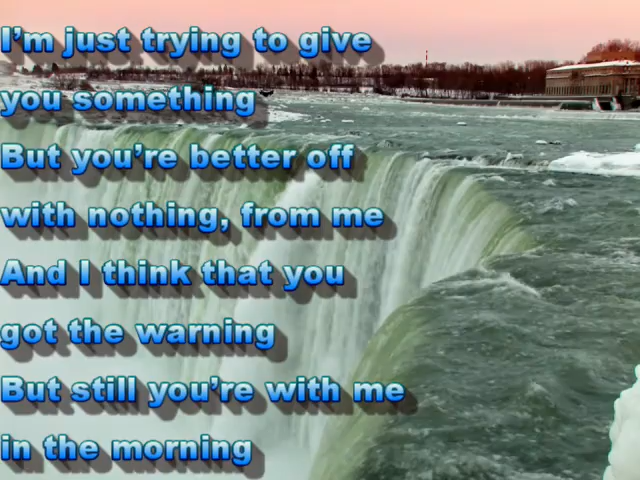 I'm just trying to give
you something
But you're better off
with nothing, from me
And I think that you
got the warning
But still you're with me
in the morning